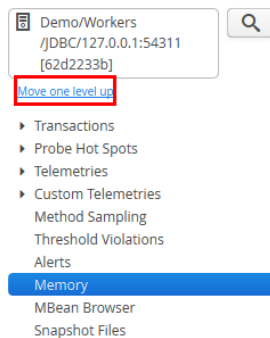 Demo/Workers
/JDBC/127.0.0.1:54311
[62d2233b]
Move one level up
Transactions
Probe Hot Spots
Telemetries
Custom Telemetries
Method Sampling
Threshold Violations
Alerts
Memory
MBean Browser
Snapshot Files